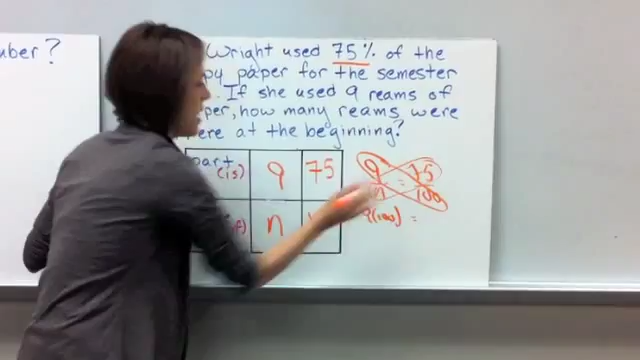 mber?
Wright used 75% of the
py paper for the semester
. If she used 9 reams of
per, how many reams were
ere at the beginning?
part (is) 9 75
n
9 = 75
n 100
9(100) =